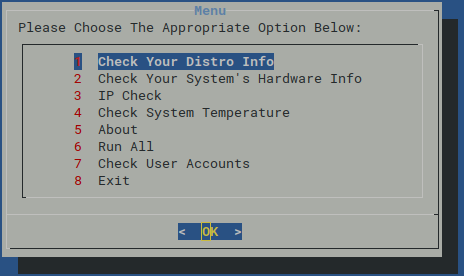 Menu
Please Choose The Appropriate Option Below:
1 Check Your Distro Info
2 Check Your System's Hardware Info
3 IP Check
4 Check System Temperature
5 About
6 Run All
7 Check User Accounts
8 Exit
< OK >